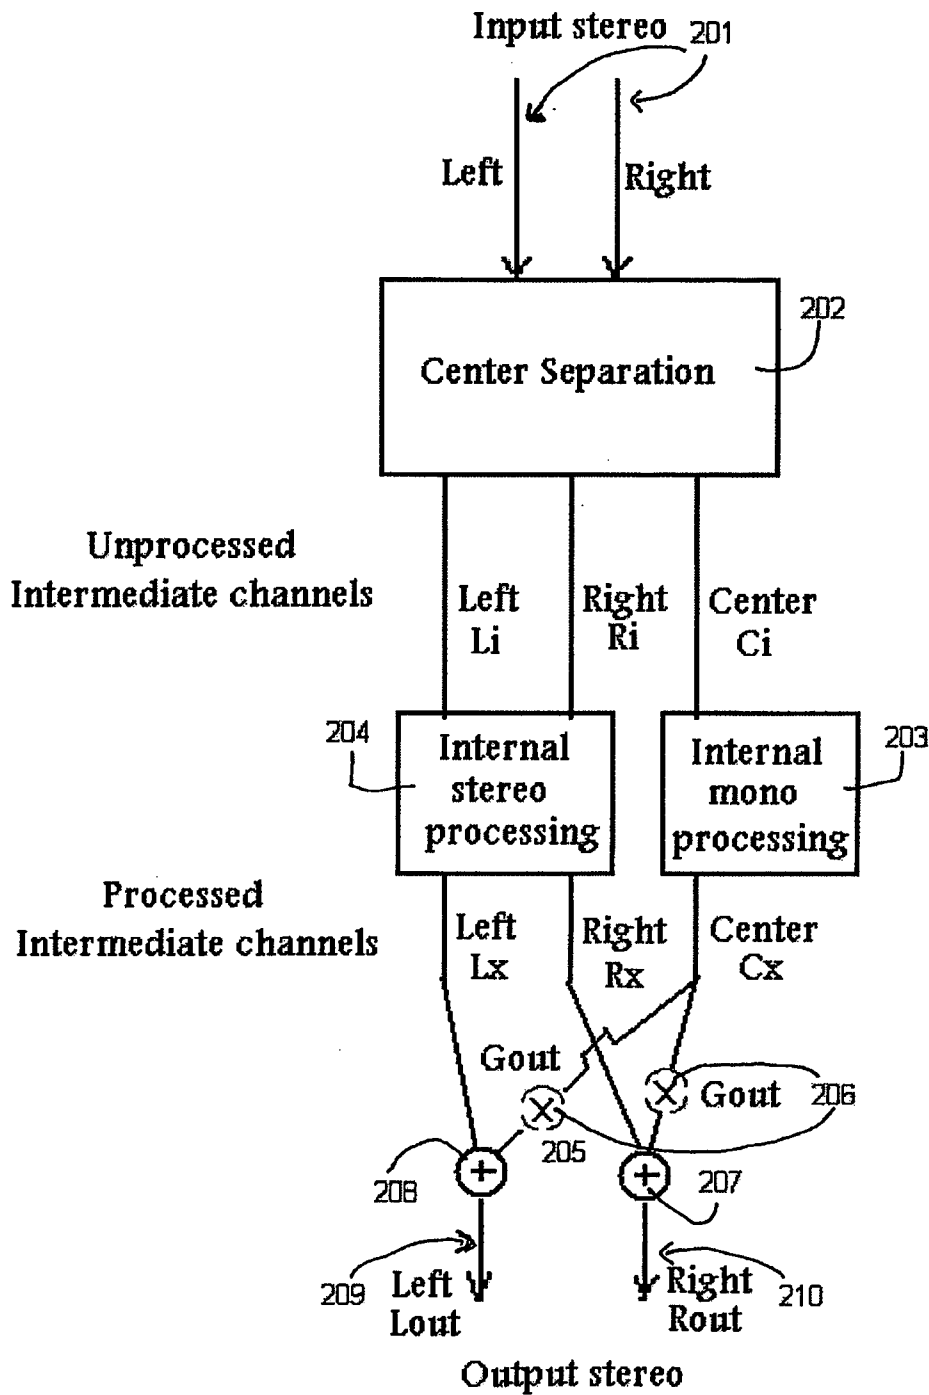 Input stereo 201
Left
Right
202
Center Separation
Unprocessed
Intermediate channels
Left
Li
Right
Ri
Center
Ci
204
Internal
stereo
processing
Internal
mono
processing
203
Processed
Intermediate channels
Left
Lx
Right
Rx
Center
Cx
Gout
Gout
206
205
208
207
209
Left
Lout
Right
Rout
210
Output stereo